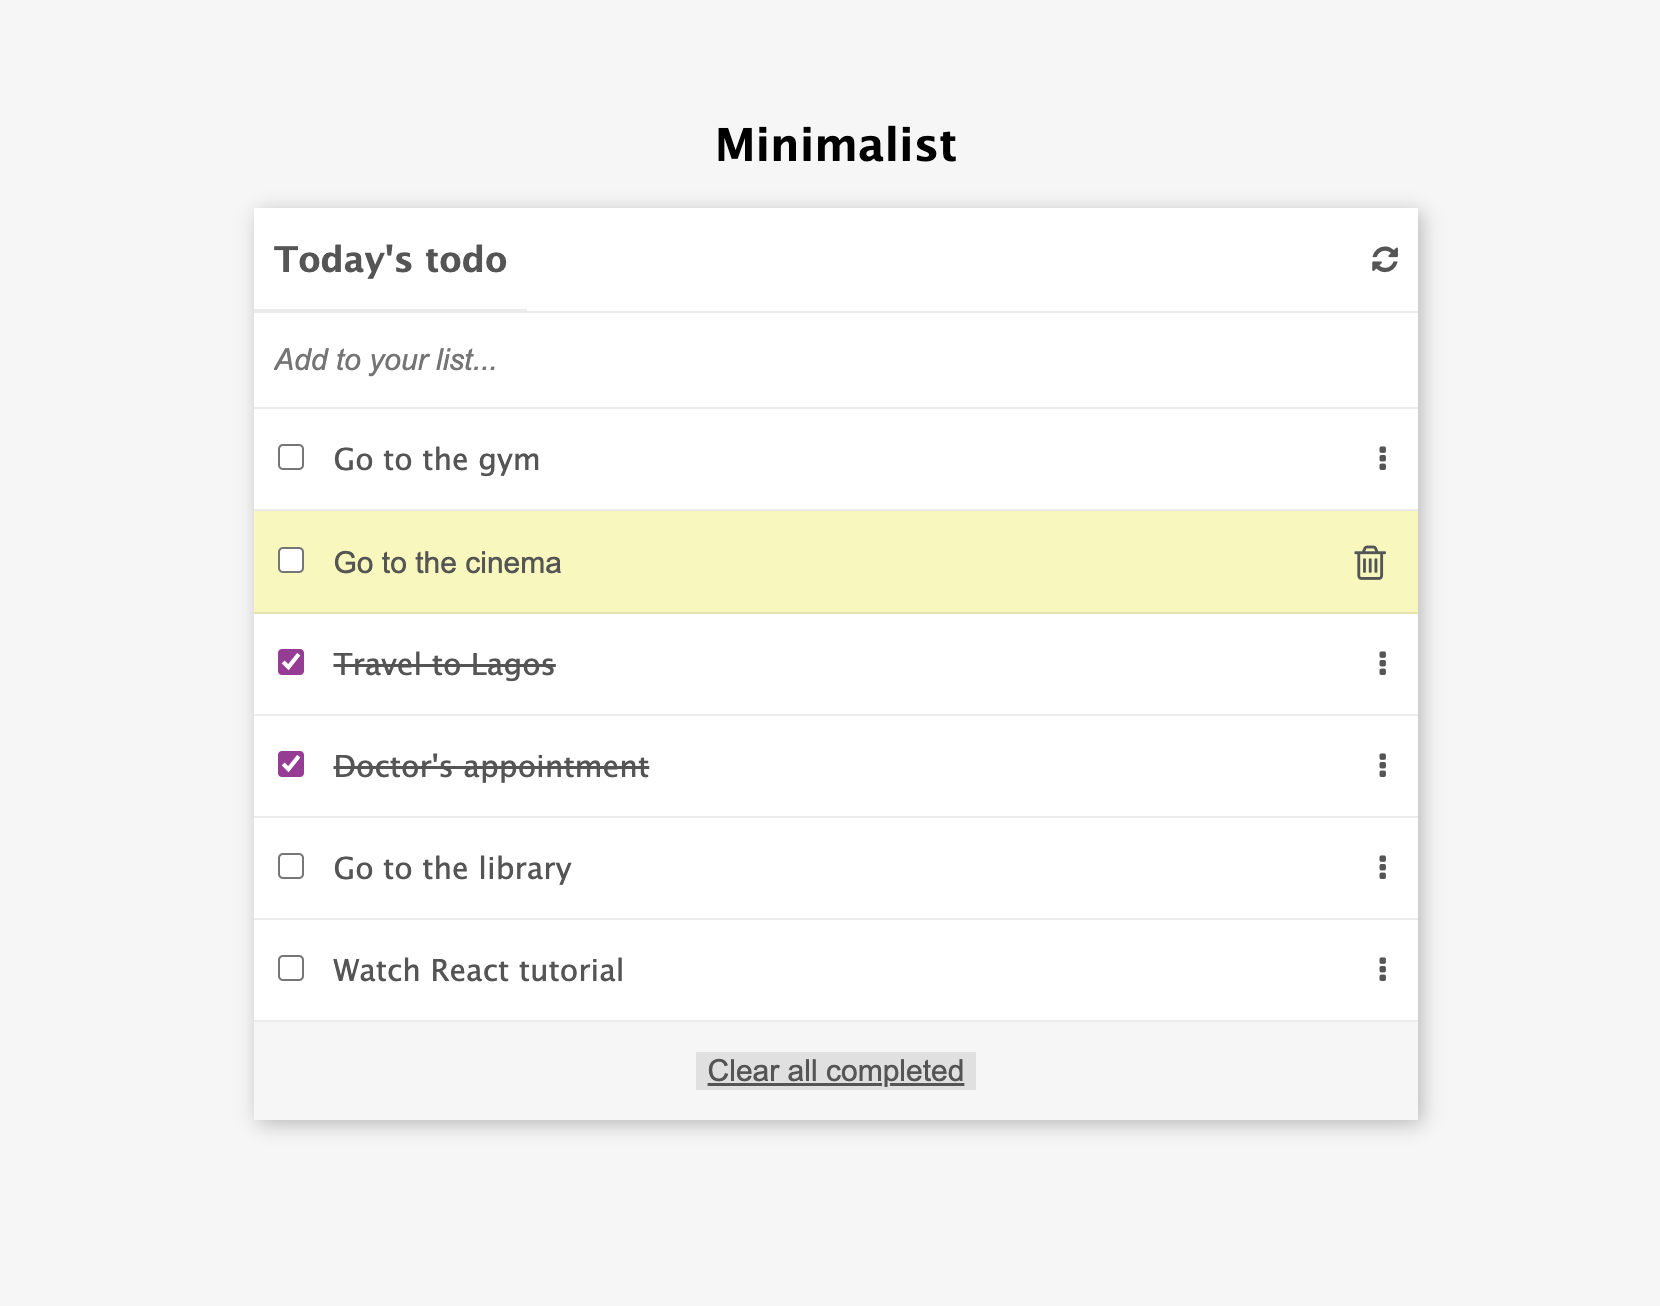 Minimalist
Today's todo
Add to your list...
Go to the gym
Go to the cinema
Travel to Lagos
Doctor's appointment
Go to the library
Watch React tutorial
Clear all completed